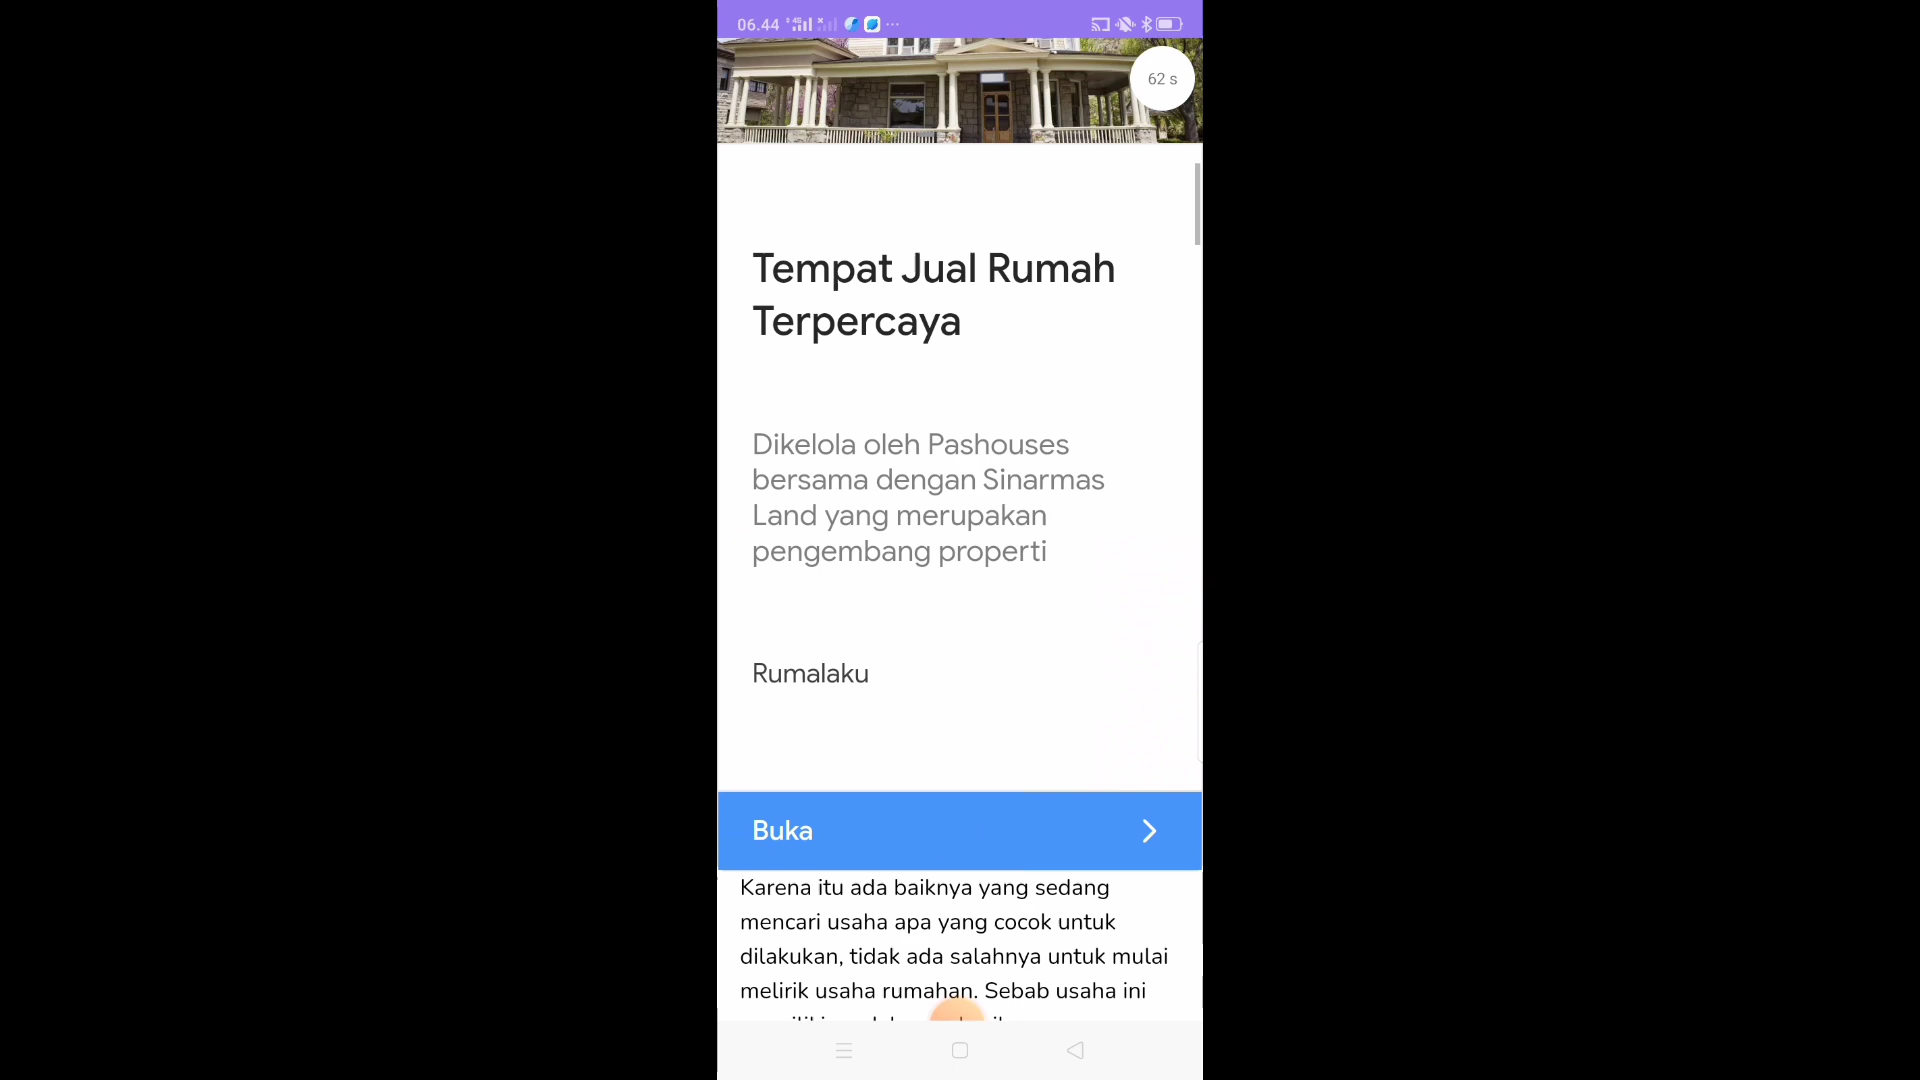 06.44
62 s
Tempat Jual Rumah
Terpercaya
Dikelola oleh Pashouses
bersama dengan Sinarmas
Land yang merupakan
pengembang properti
Rumalaku
Buka
Karena itu ada baiknya yang sedang
mencari usaha apa yang cocok untuk
dilakukan, tidak ada salahnya untuk mulai
melirik usaha rumahan. Sebab usaha ini